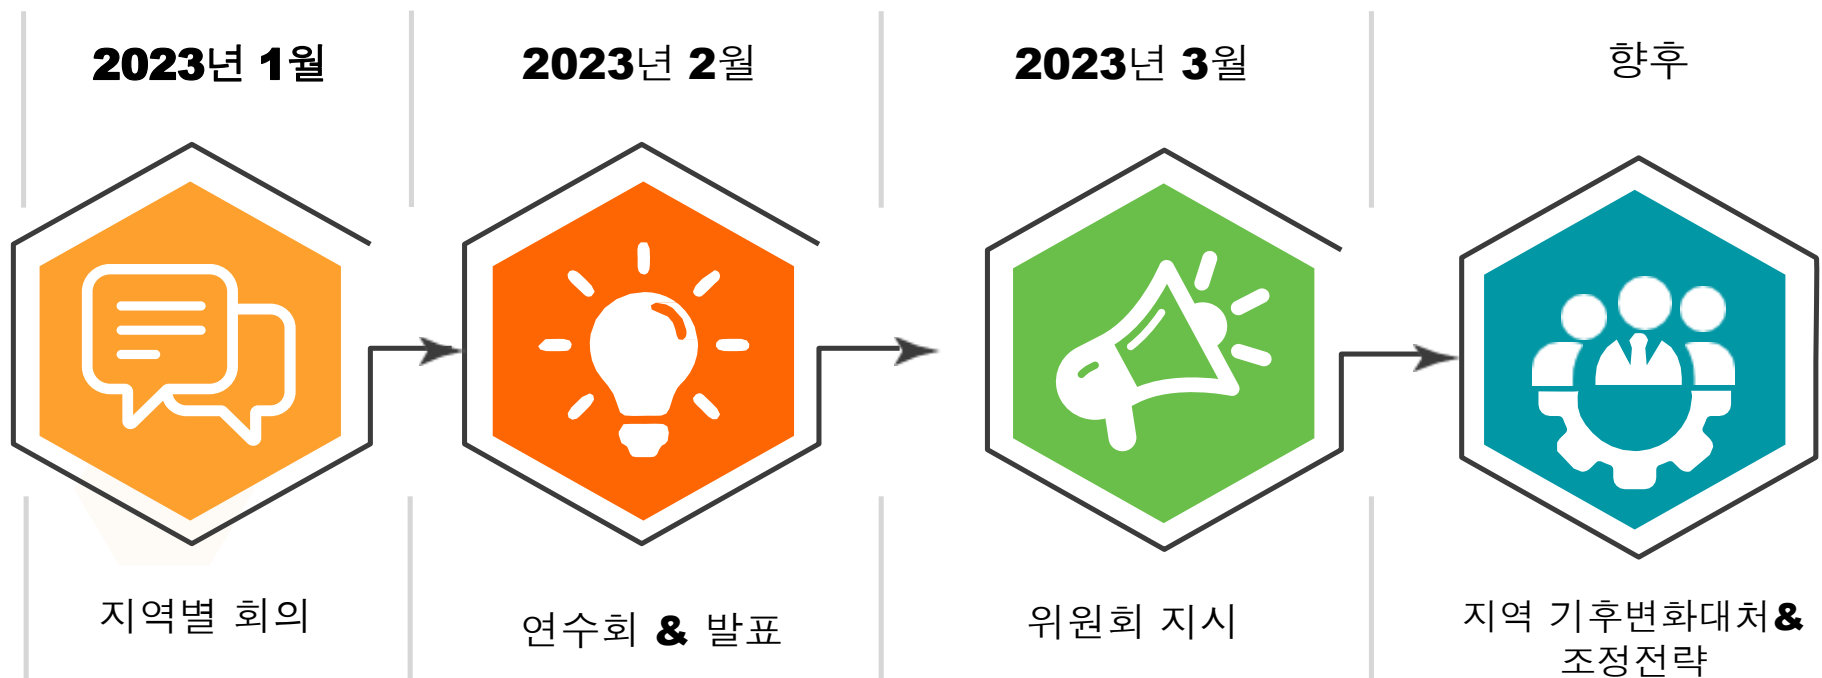 2023년 1월
2023년 2월
2023년 3월
향후
지역별 회의
연수회 & 발표
위원회 지시
지역 기후변화대처&
조정전략